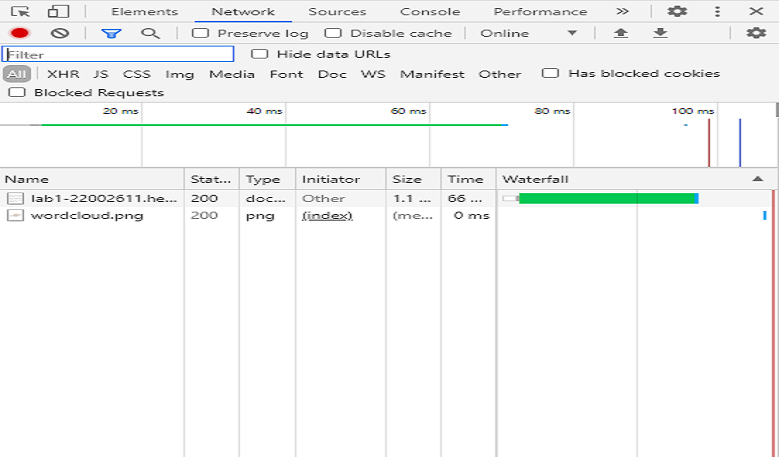 Elements Network Sources Console Performance »
Preserve log Disable cache Online
Filter Hide data URLs
All XHR JS CSS Img Media Font Doc WS Manifest Other Has blocked cookies
Blocked Requests
20 ms 40 ms 60 ms 80 ms 100 ms
Name Stat... Type Initiator Size Time Waterfall
lab1-22002611.he... 200 doc... Other 1.1 ... 66 ...
wordcloud.png 200 png (index) (me... 0 ms